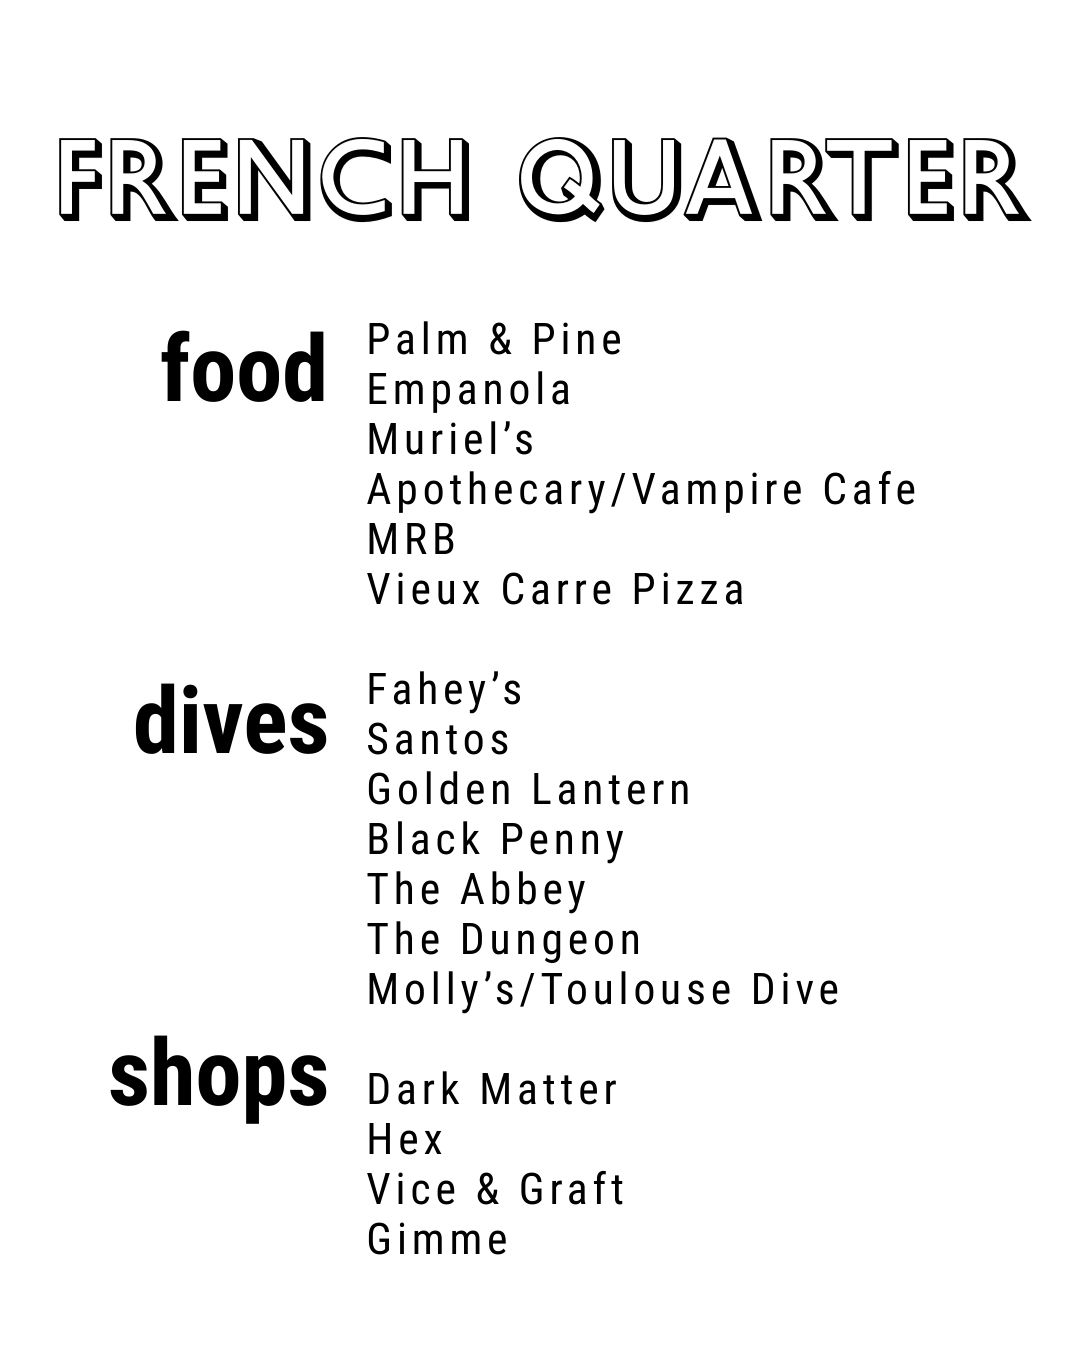 FRENCH QUARTER
food
Palm & Pine
Empanola
Muriel’s
Apothecary/Vampire Cafe
MRB
Vieux Carre Pizza
dives
Fahey’s
Santos
Golden Lantern
Black Penny
The Abbey
The Dungeon
Molly’s/Toulouse Dive
shops
Dark Matter
Hex
Vice & Graft
Gimme